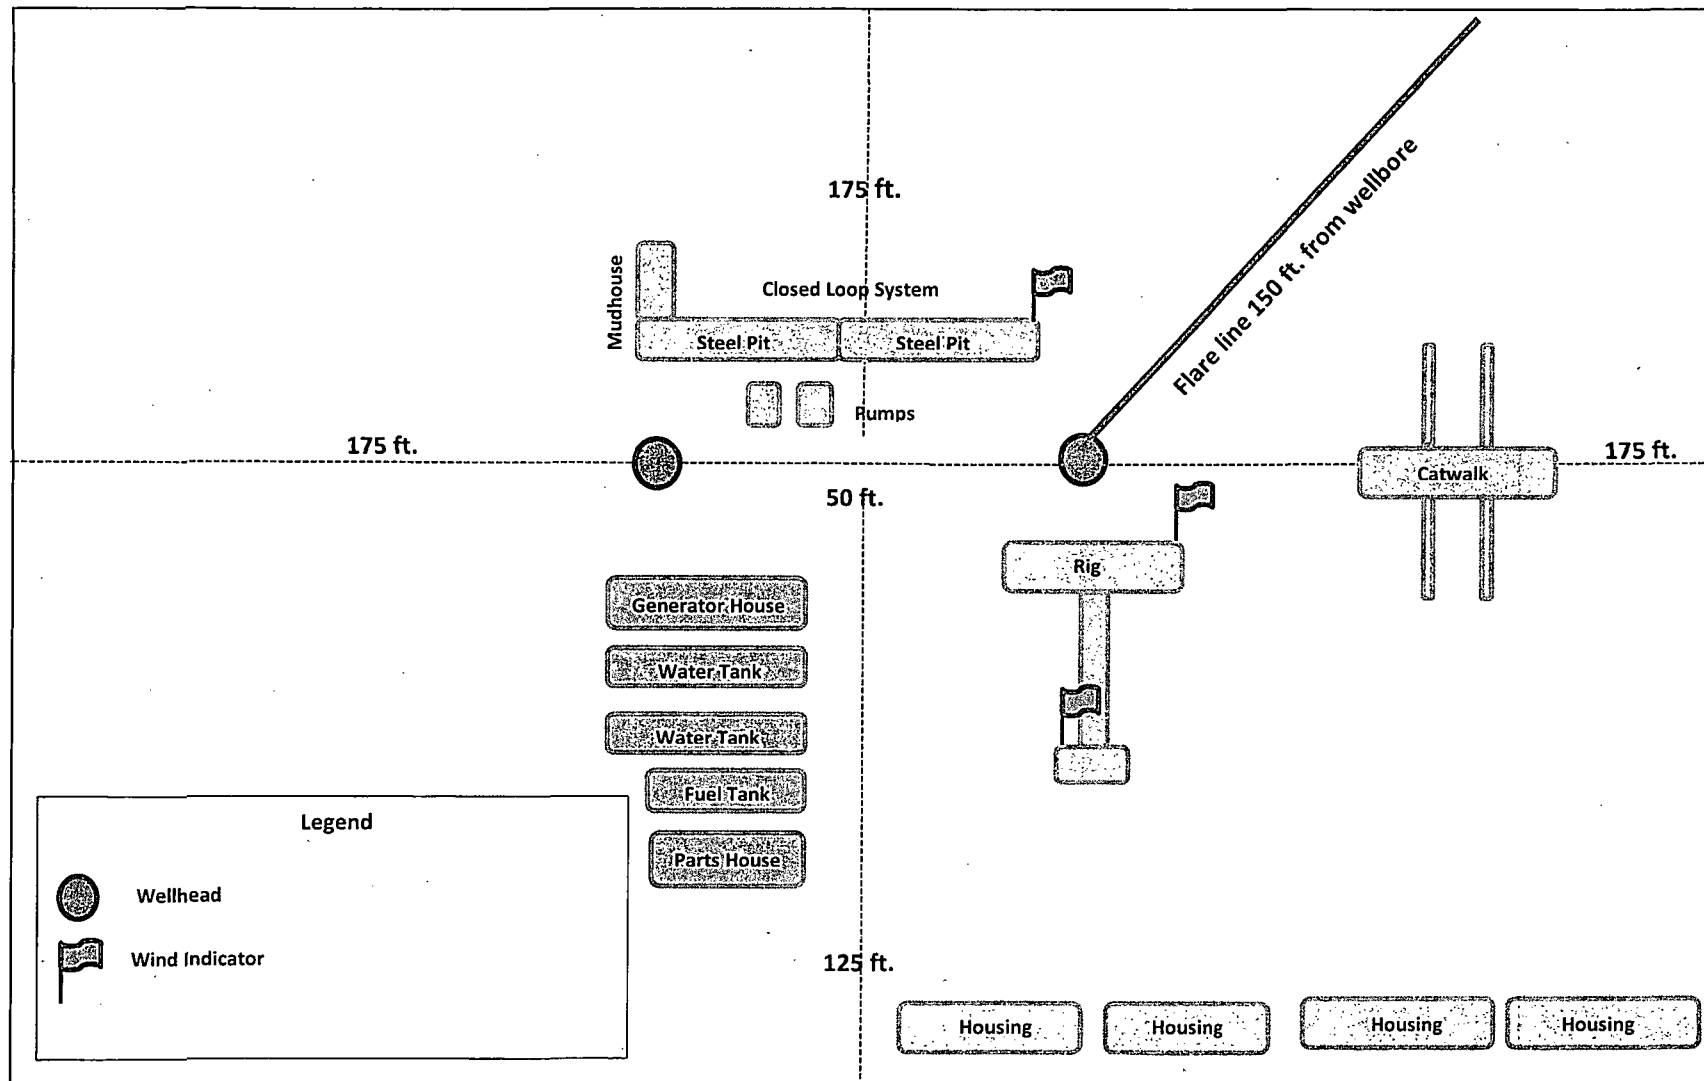 175 ft.
Mudhouse
Closed Loop System
Steel Pit
Steel Pit
Pumps
Flare line 150 ft. from wellbore
175 ft.
175 ft.
Catwalk
50 ft.
Rig
Generator House
Water Tank
Water Tank
Fuel Tank
Parts House
Legend
Wellhead
Wind Indicator
125 ft.
Housing
Housing
Housing
Housing